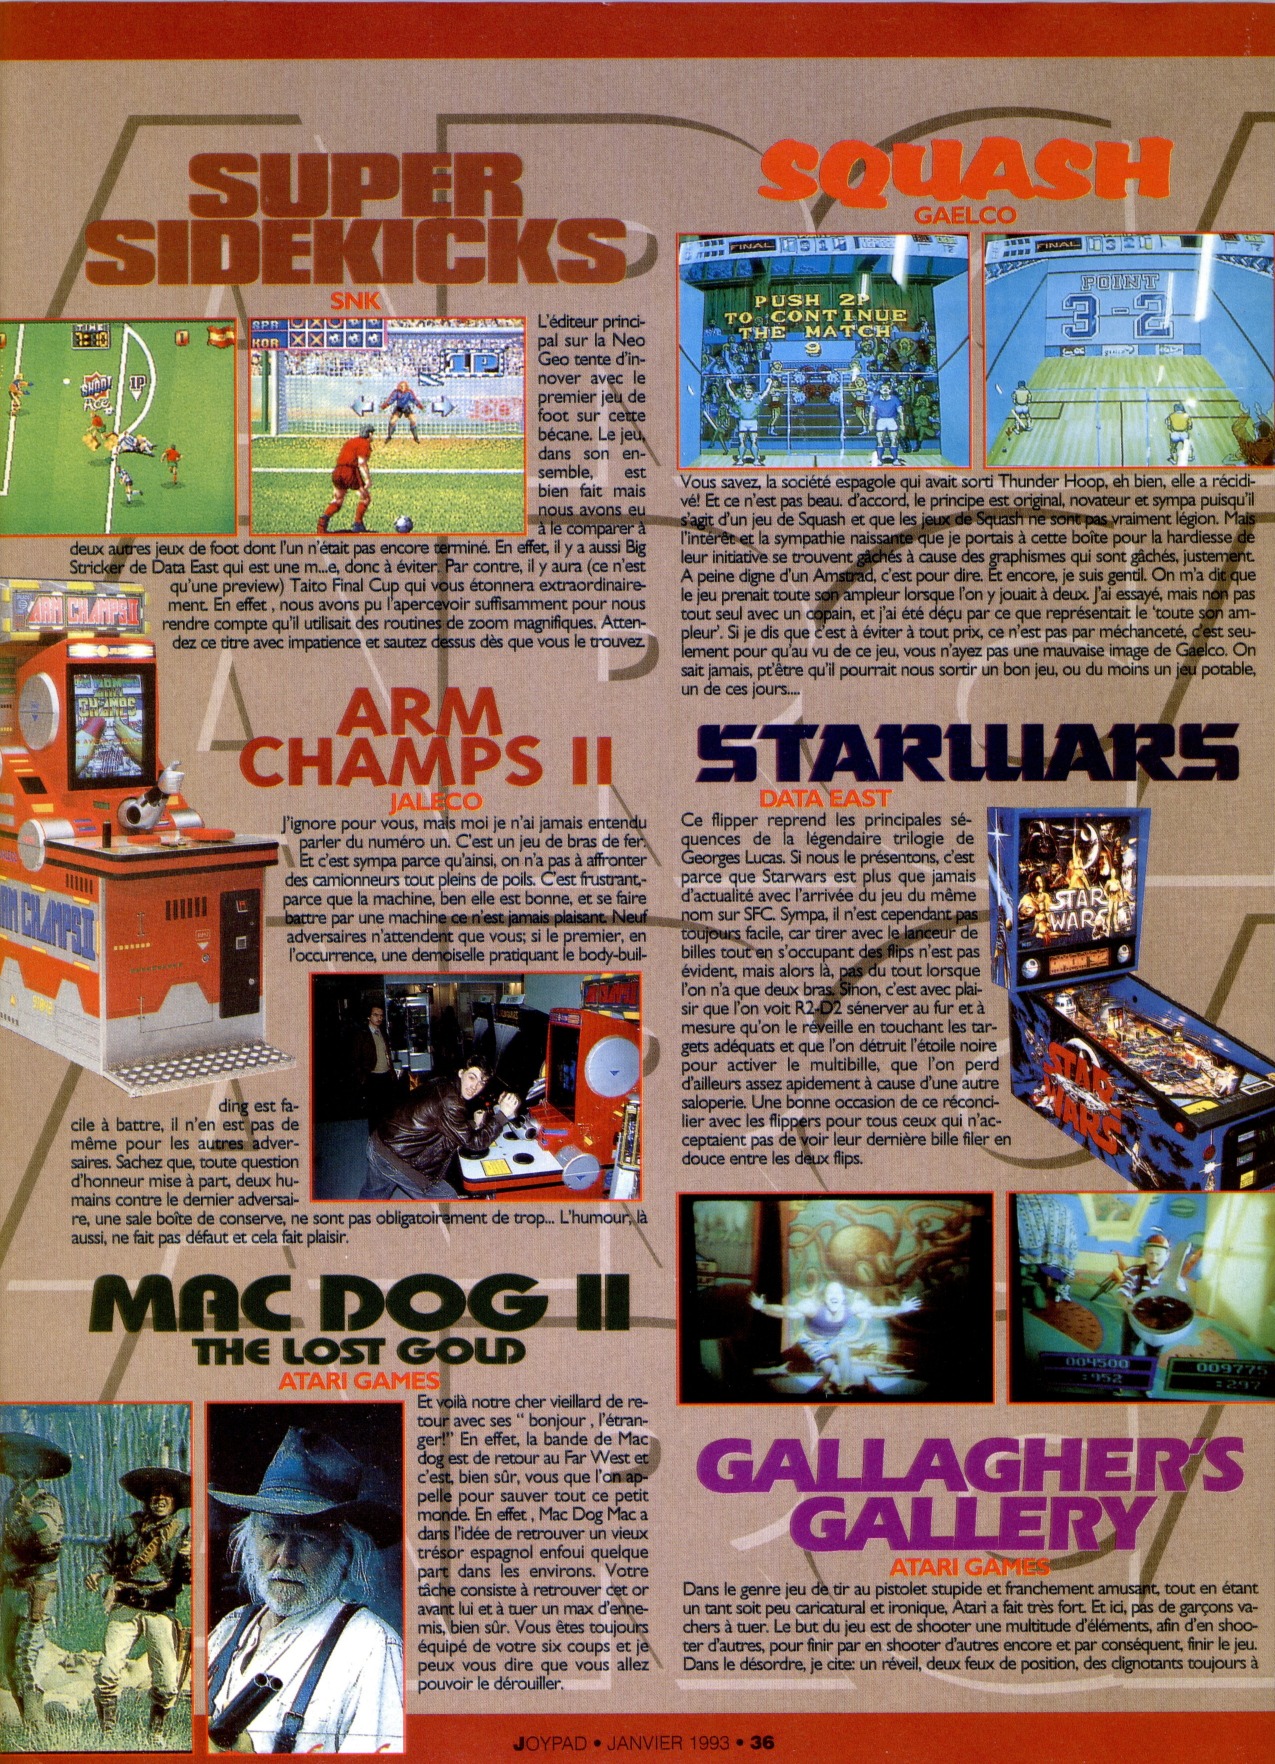 SUPER
SIDEKICKS
SNK
L'éditeur princi-
pal sur la Neo
Geo tente d'in-
nover avec le
premier jeu de
foot sur cette
bécane. Le jeu,
dans son en-
semble, est
bien fait mais
nous avons eu
à le comparer à
deux autres jeux de foot dont l'un n'était pas encore terminé. En effet, il y a aussi Big
Stricker de Data East qui est une m...e, donc à éviter. Par contre, il y aura (ce n'est
qu'une preview) Taito Final Cup qui vous étonnera extraordinaire-
ment. En effet , nous avons pu l'apercevoir suffisamment pour nous
rendre compte qu'il utilisait des routines de zoom magnifiques. Atten-
dez ce titre avec impatience et sautez dessus dès que vous le trouvez.
TIME
7:10
SHOOT
Ace
1P
SPR
KOR
1P
ARM CHAMPS II
ARM
CHAMPS
ARM CHAMPS II
ARM
CHAMPS II
JALECO
J'ignore pour vous, mais moi je n'ai jamais entendu
parler du numéro un. C'est un jeu de bras de fer.
Et c'est sympa parce qu'ainsi, on n'a pas à affronter
des camionneurs tout pleins de poils. C'est frustrant,-
parce que la machine, ben elle est bonne, et se faire
battre par une machine ce n'est jamais plaisant. Neuf
adversaires n'attendent que vous; si le premier, en
l'occurrence, une demoiselle pratiquant le body-buil-
ding est fa-
cile à battre, il n'en est pas de
même pour les autres adver-
saires. Sachez que, toute question
d'honneur mise à part, deux hu-
mains contre le dernier adversai-
re, une sale boîte de conserve, ne sont pas obligatoirement de trop... L'humour, là
aussi, ne fait pas défaut et cela fait plaisir.
MAC DOG II
THE LOST GOLD
ATARI GAMES
Et voilà notre cher vieillard de re-
tour avec ses " bonjour , l'étran-
ger!" En effet, la bande de Mac
dog est de retour au Far West et
c'est, bien sûr, vous que l'on ap-
pelle pour sauver tout ce petit
monde. En effet , Mac Dog Mac a
dans l'idée de retrouver un vieux
trésor espagnol enfoui quelque
part dans les environs. Votre
tâche consiste à retrouver cet or
avant lui et à tuer un max d'enne-
mis, bien sûr. Vous êtes toujours
équipé de votre six coups et je
peux vous dire que vous allez
pouvoir le dérouiller.
SQUASH
GAELCO
FINAL
PUSH 2P
TO CONTINUE
THE MATCH
9
FINAL
POINT
3-2
Vous savez, la société espagole qui avait sorti Thunder Hoop, eh bien, elle a récidi-
vé! Et ce n'est pas beau. d'accord, le principe est original, novateur et sympa puisqu'il
s'agit d'un jeu de Squash et que les jeux de Squash ne sont pas vraiment légion. Mais
l'intérêt et la sympathie naissante que je portais à cette boîte pour la hardiesse de
leur initiative se trouvent gâchés à cause des graphismes qui sont gâchés, justement.
A peine digne d'un Amstrad, c'est pour dire. Et encore, je suis gentil. On m'a dit que
le jeu prenait toute son ampleur lorsque l'on y jouait à deux. J'ai essayé, mais non pas
tout seul avec un copain, et j'ai été déçu par ce que représentait le 'toute son am-
pleur'. Si je dis que c'est à éviter à tout prix, ce n'est pas par méchanceté, c'est seu-
lement pour qu'au vu de ce jeu, vous n'ayez pas une mauvaise image de Gaelco. On
sait jamais, pt'être qu'il pourrait nous sortir un bon jeu, ou du moins un jeu potable,
un de ces jours....
STARWARS
DATA EAST
Ce flipper reprend les principales sé-
quences de la légendaire trilogie de
Georges Lucas. Si nous le présentons, c'est
parce que Starwars est plus que jamais
d'actualité avec l'arrivée du jeu du même
nom sur SFC. Sympa, il n'est cependant pas
toujours facile, car tirer avec le lanceur de
billes tout en s'occupant des flips n'est pas
évident, mais alors là, pas du tout lorsque
l'on n'a que deux bras. Sinon, c'est avec plai-
sir que l'on voit R2-D2 sénerver au fur et à
mesure qu'on le réveille en touchant les tar-
gets adéquats et que l'on détruit l'étoile noire
pour activer le multibille, que l'on perd
d'ailleurs assez apidement à cause d'une autre
saloperie. Une bonne occasion de ce réconci-
lier avec les flippers pour tous ceux qui n'ac-
ceptaient pas de voir leur dernière bille filer en
douce entre les deux flips.
STAR
WARS
STAR
WARS
004500
:952
009775
:297
GALLAGHER'S
GALLERY
ATARI GAMES
Dans le genre jeu de tir au pistolet stupide et franchement amusant, tout en étant
un tant soit peu caricatural et ironique, Atari a fait très fort. Et ici, pas de garçons va-
chers à tuer. Le but du jeu est de shooter une multitude d'éléments, afin d'en shoo-
ter d'autres, pour finir par en shooter d'autres encore et par conséquent, finir le jeu.
Dans le désordre, je cite: un réveil, deux feux de position, des clignotants toujours à
JOYPAD • JANVIER 1993 • 36